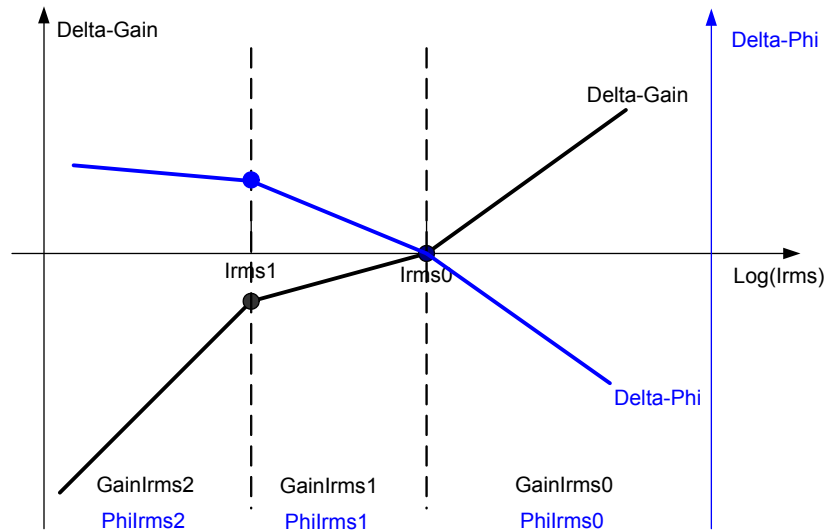 Delta-Gain
Delta-Phi
Delta-Gain
Irms1
Irms0
Log(Irms)
Delta-Phi
GainIrms2
GainIrms1
GainIrms0
PhiIrms2
PhiIrms1
PhiIrms0